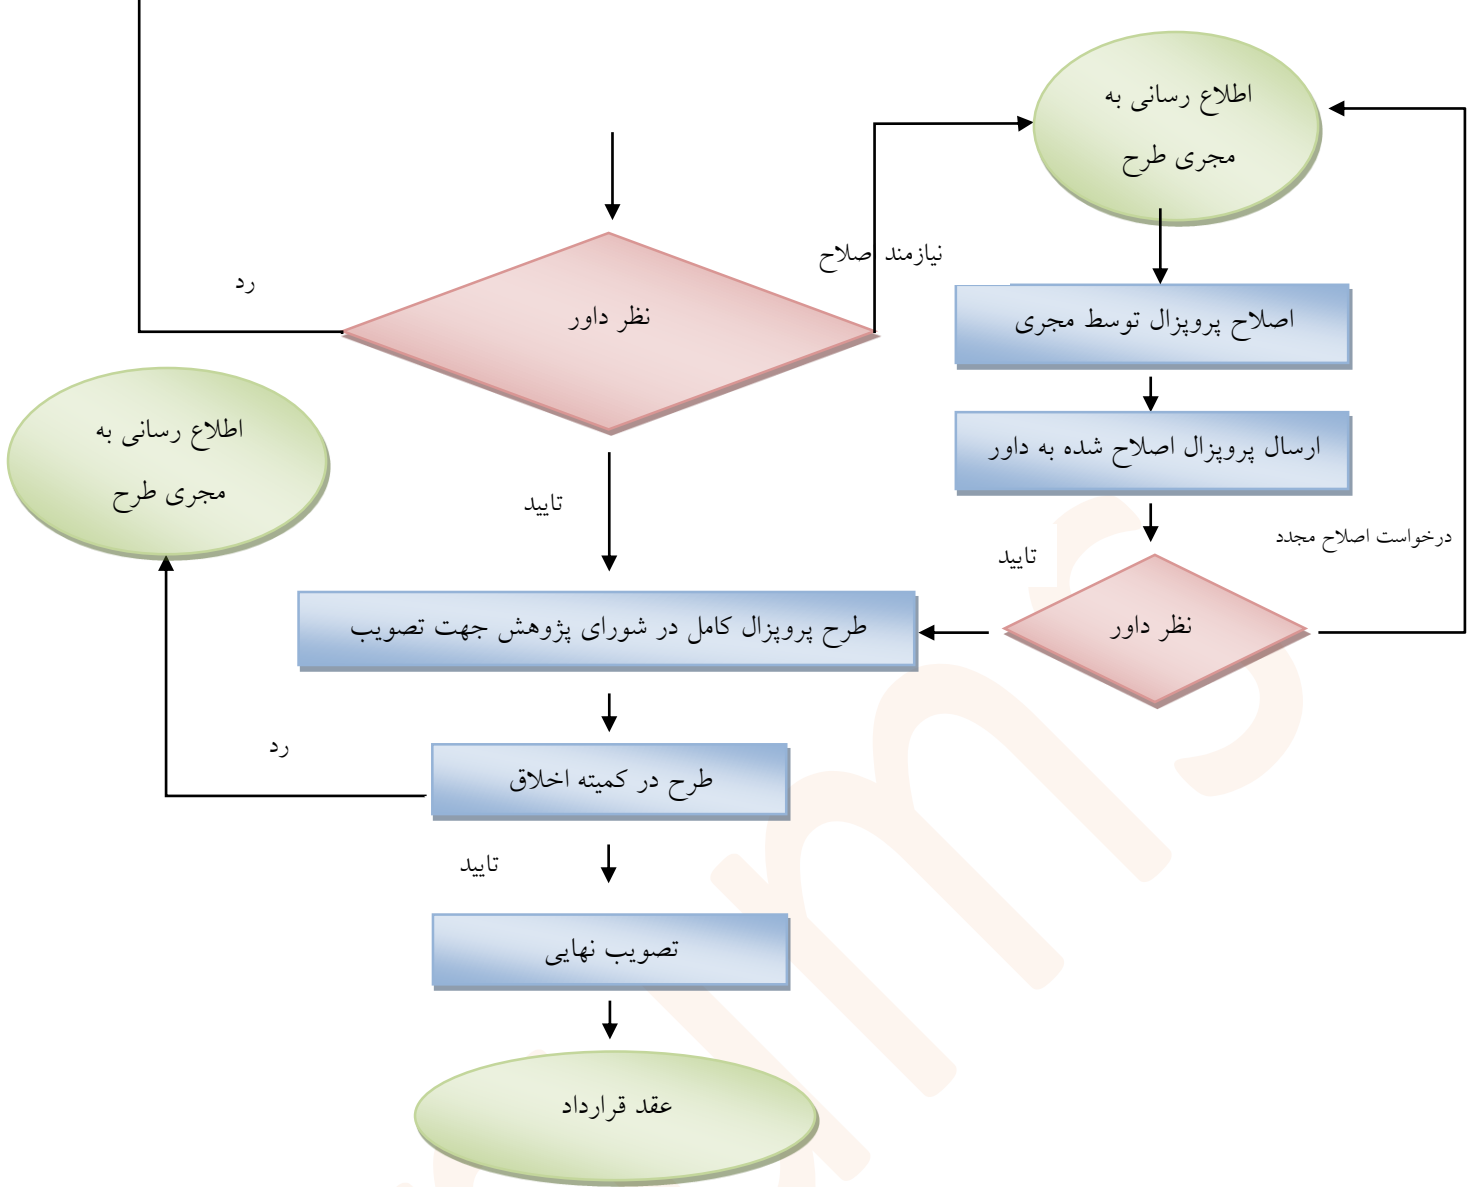 اطلاع رسانی به
مجری طرح
نیازمند اصلاح
رد
نظر داور
اصلاح پروپزال توسط مجری
اطلاع رسانی به
مجری طرح
ارسال پروپزال اصلاح شده به داور
تایید
درخواست اصلاح مجدد
تایید
طرح پروپزال کامل در شورای پژوهش جهت تصویب
نظر داور
رد
طرح در کمیته اخلاق
تایید
تصویب نهایی
عقد قرارداد